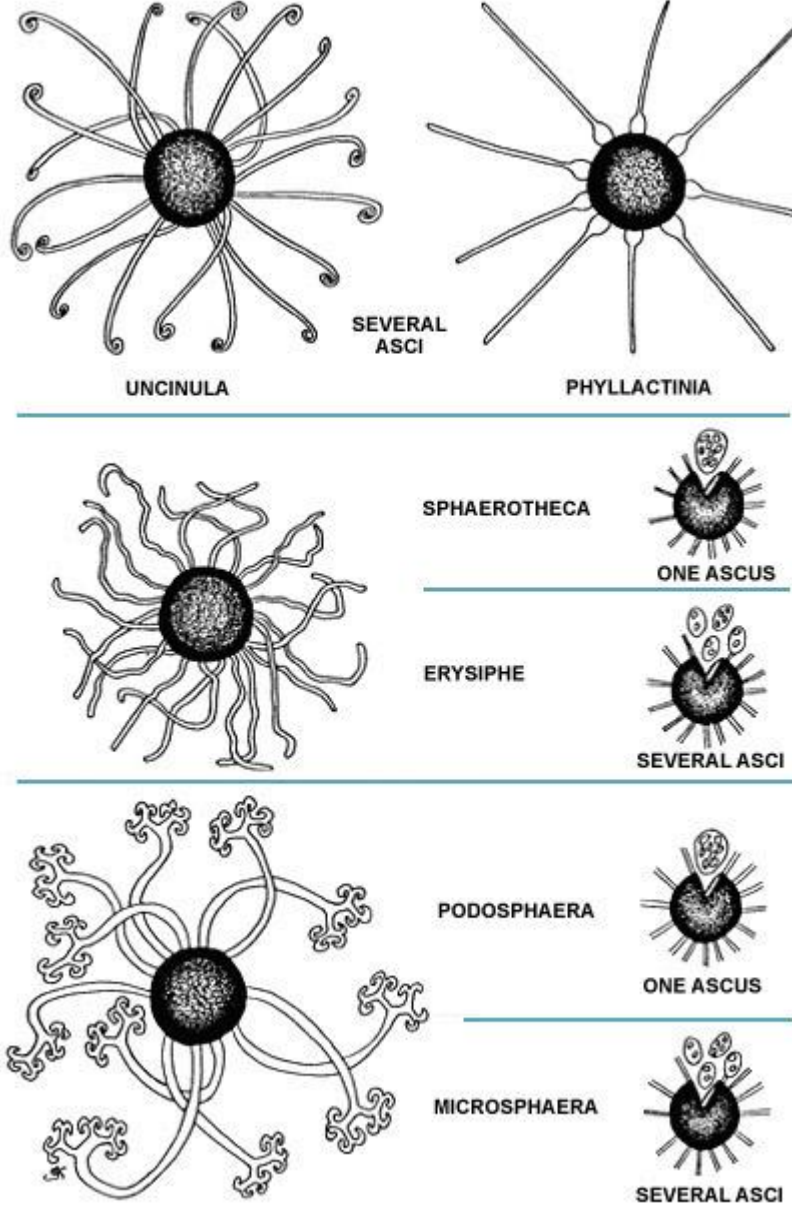 SEVERAL
ASCI
UNCINULA
PHYLLACTINIA
SPHAEROTHECA
ONE ASCUS
ERYSIPHE
SEVERAL ASCI
PODOSPHAERA
ONE ASCUS
MICROSPHAERA
SEVERAL ASCI